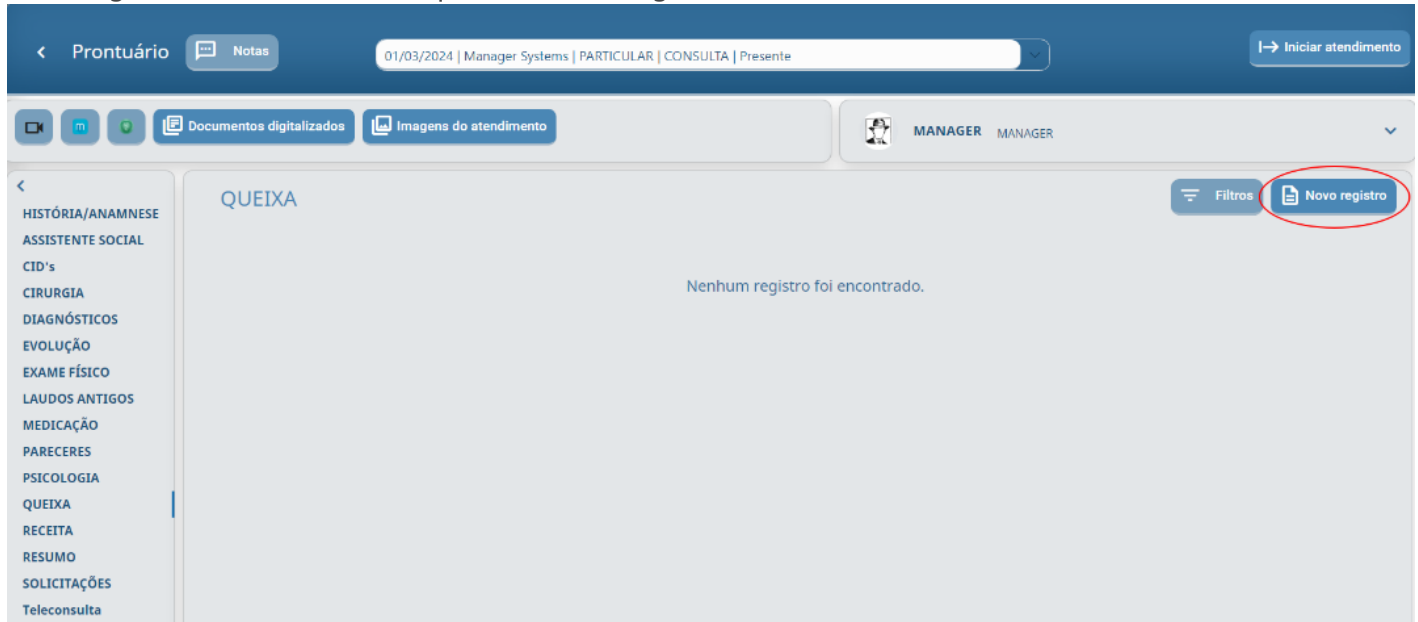 Prontuário
Notas
01/03/2024 | Manager Systems | PARTICULAR | CONSULTA | Presente
Iniciar atendimento
Documentos digitalizados
Imagens do atendimento
MANAGER MANAGER
HISTÓRIA/ANAMNESE
ASSISTENTE SOCIAL
CID's
CIRURGIA
DIAGNÓSTICOS
EVOLUÇÃO
EXAME FÍSICO
LAUDOS ANTIGOS
MEDICAÇÃO
PARECERES
PSICOLOGIA
QUEIXA
RECEITA
RESUMO
SOLICITAÇÕES
Teleconsulta
QUEIXA
Filtros
Novo registro
Nenhum registro foi encontrado.